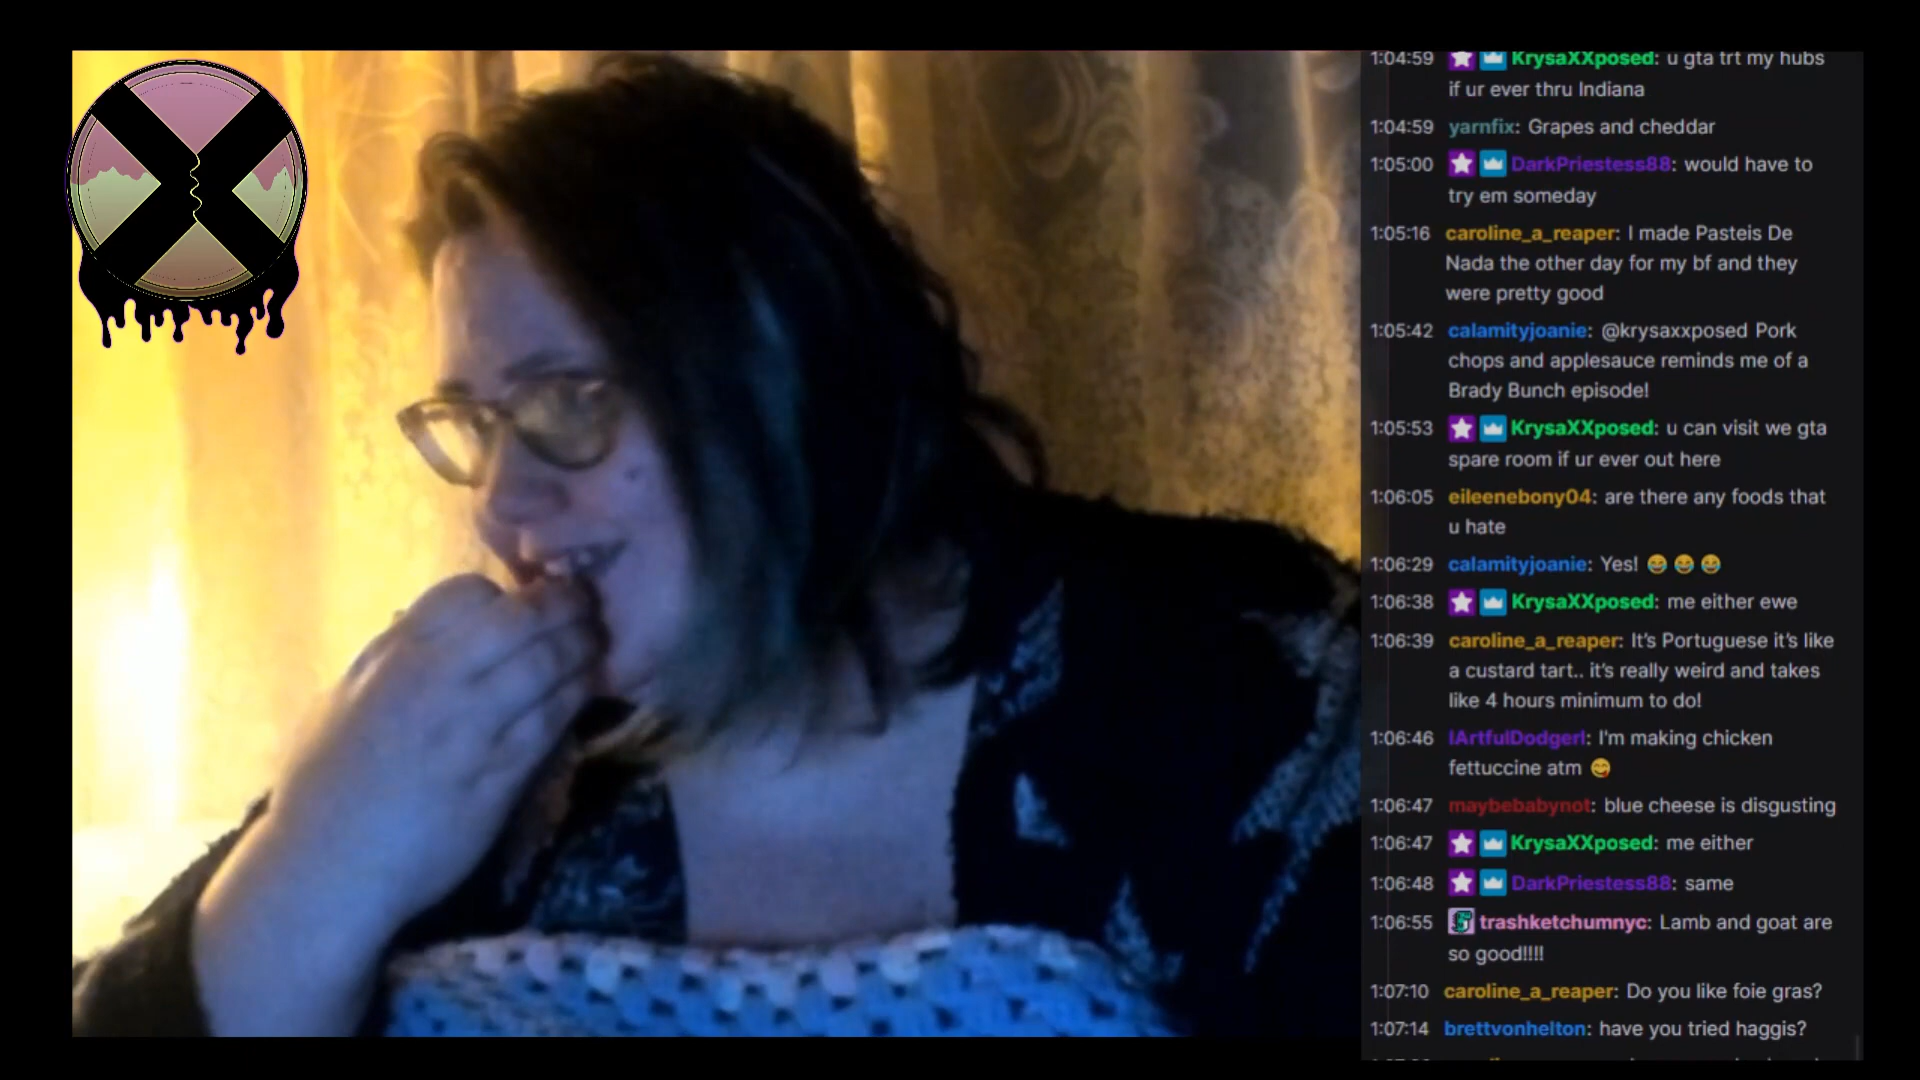 1:04:59 KrysaXXposed: u gta trt my hubs
if ur ever thru Indiana
1:04:59 yarnfix: Grapes and cheddar
1:05:00 DarkPriestess88: would have to
try em someday
1:05:16 caroline_a_reaper: I made Pasteis De
Nada the other day for my bf and they
were pretty good
1:05:42 calamityjoanie: @krysaxxposed Pork
chops and applesauce reminds me of a
Brady Bunch episode!
1:05:53 KrysaXXposed: u can visit we gta
spare room if ur ever out here
1:06:05 eileenebony04: are there any foods that
u hate
1:06:29 calamityjoanie: Yes! 😂 😂 😂
1:06:38 KrysaXXposed: me either ewe
1:06:39 caroline_a_reaper: It’s Portuguese it’s like
a custard tart.. it’s really weird and takes
like 4 hours minimum to do!
1:06:46 lArtfulDodgerl: I'm making chicken
fettuccine atm 😋
1:06:47 maybebabynot: blue cheese is disgusting
1:06:47 KrysaXXposed: me either
1:06:48 DarkPriestess88: same
1:06:55 trashketchumnyc: Lamb and goat are
so good!!!!
1:07:10 caroline_a_reaper: Do you like foie gras?
1:07:14 brettvonhelton: have you tried haggis?